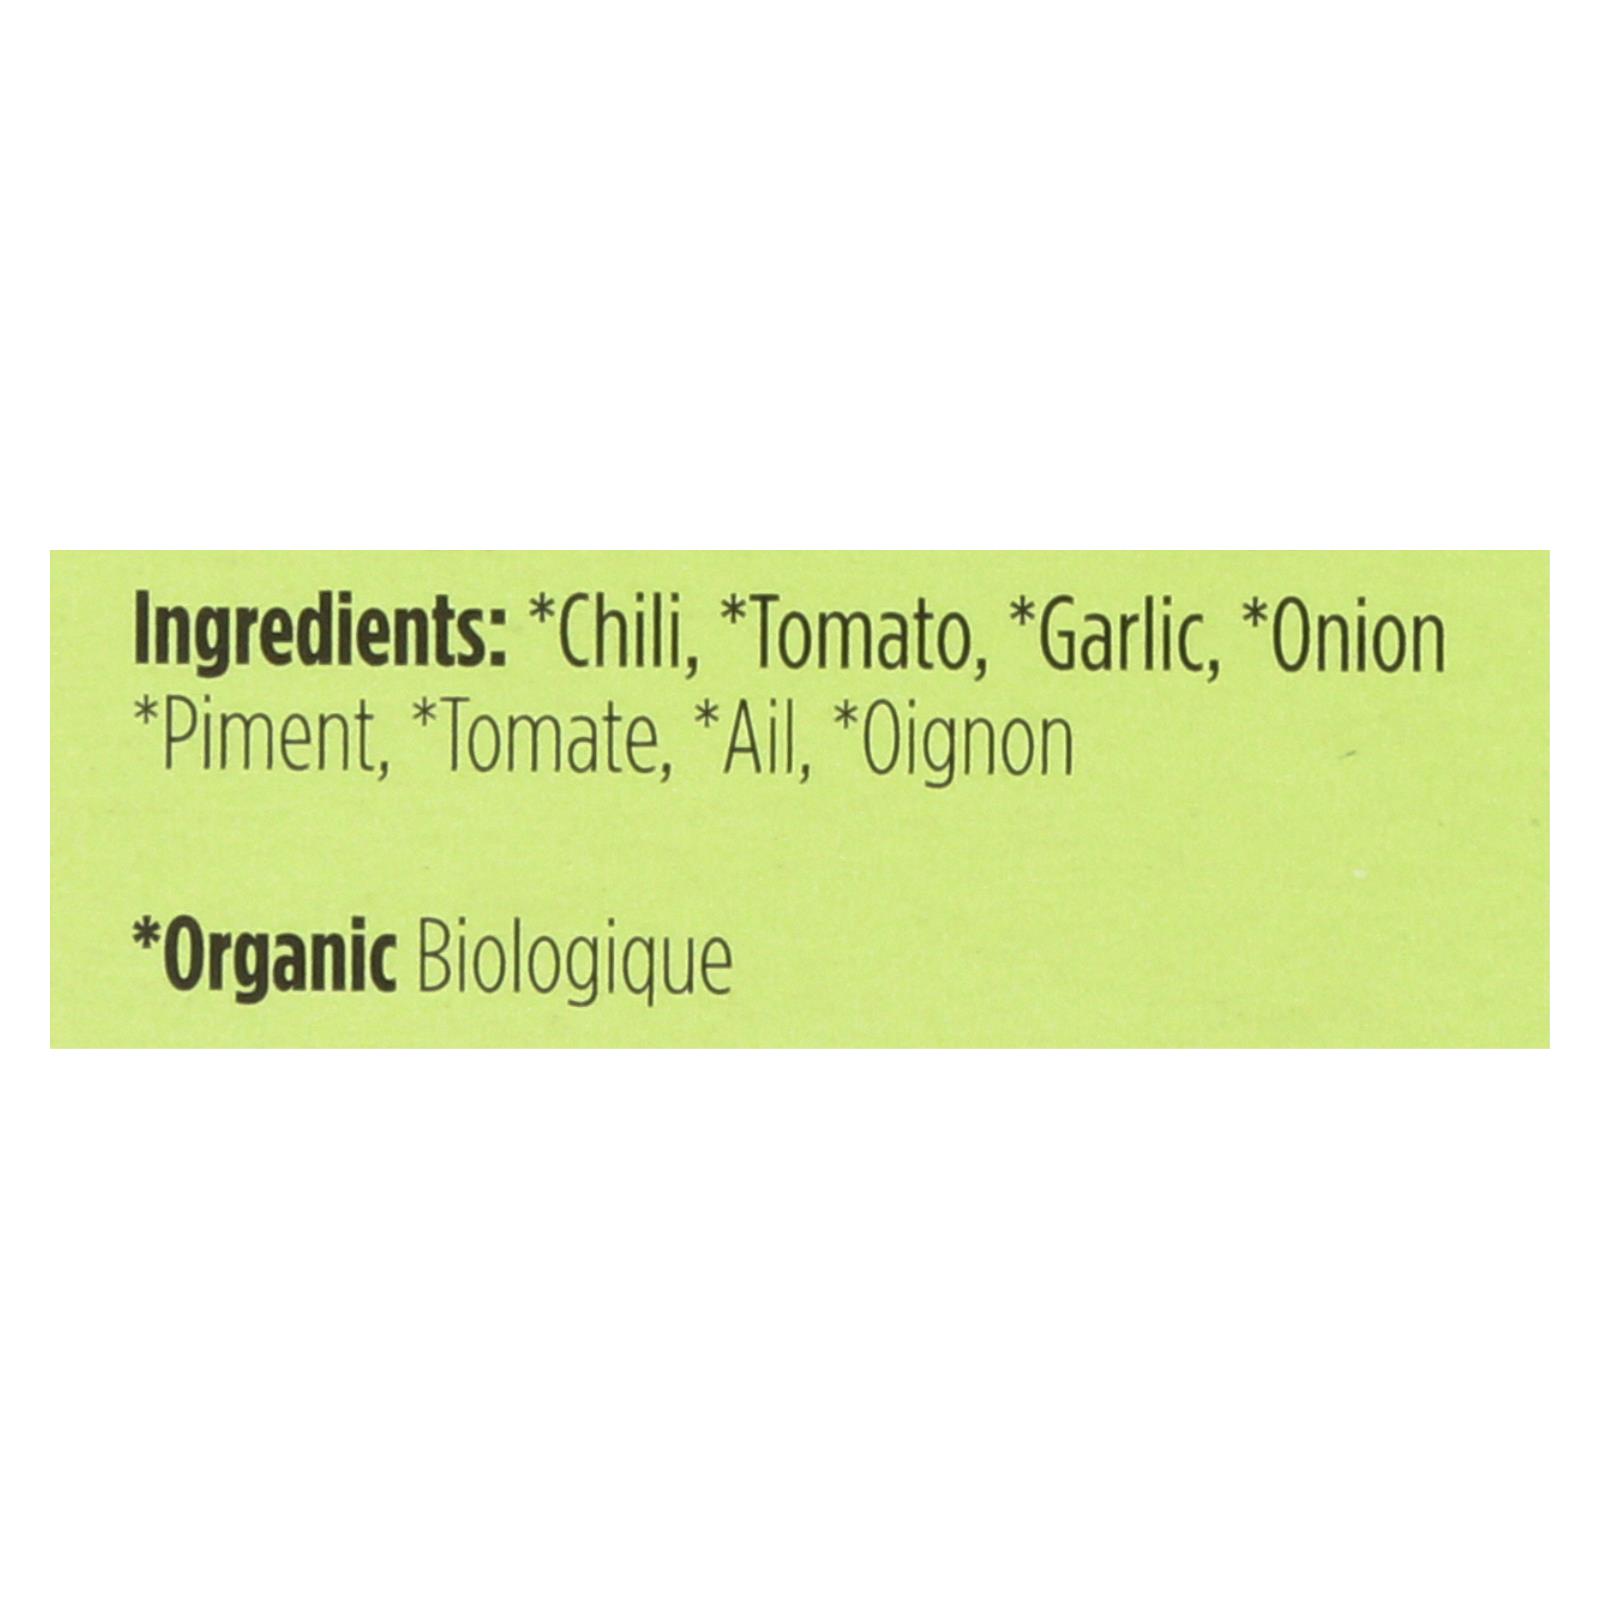 Ingredients: *Chili, *Tomato, *Garlic, *Onion
*Piment, *Tomate, *Ail, *Oignon
*Organic Biologique